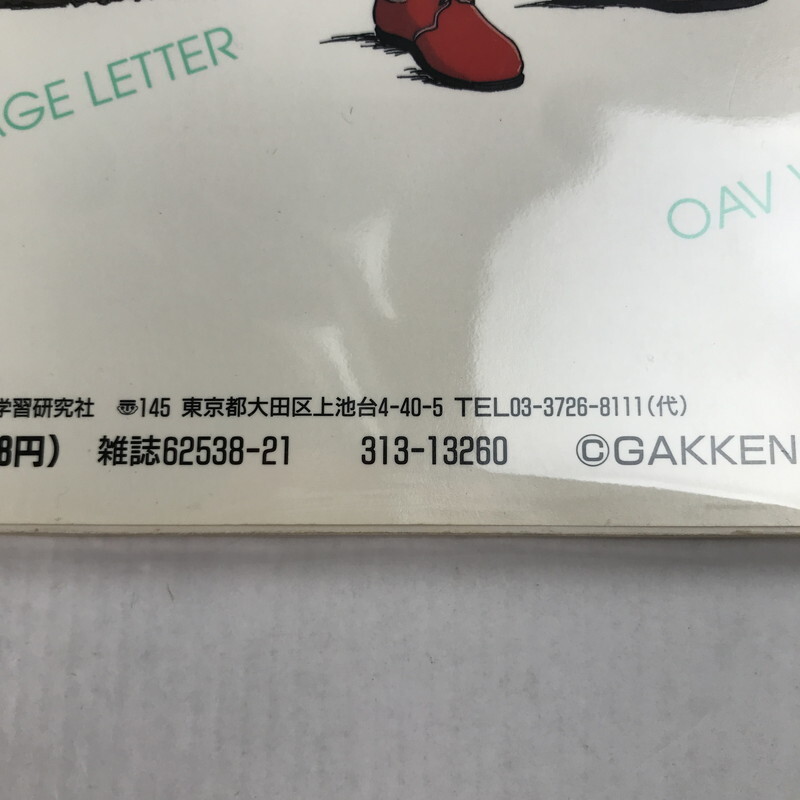 AGE LETTER
OAV
学習研究社 〠145 東京都大田区上池台4-40-5 TEL03-3726-8111(代)
8円) 雑誌62538-21 313-13260 ©GAKKEN